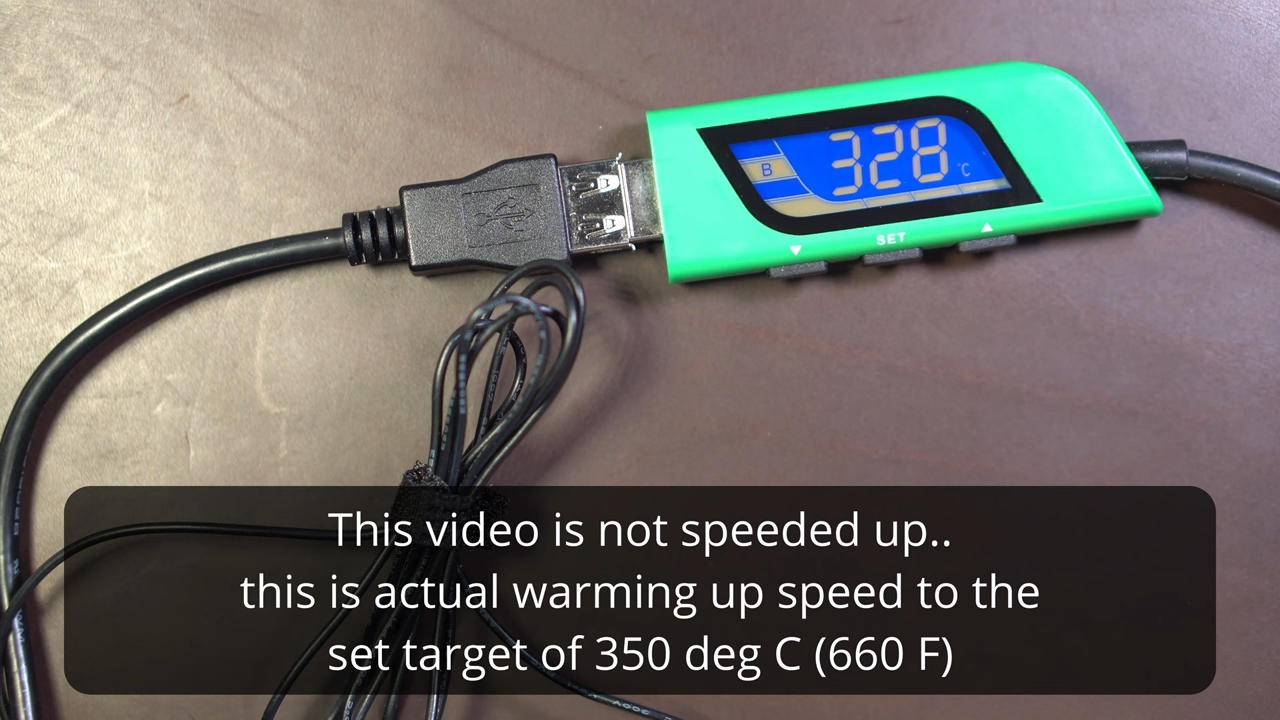 328
B
°C
▼ SET ▲
This video is not speeded up..
this is actual warming up speed to the
set target of 350 deg C (660 F)